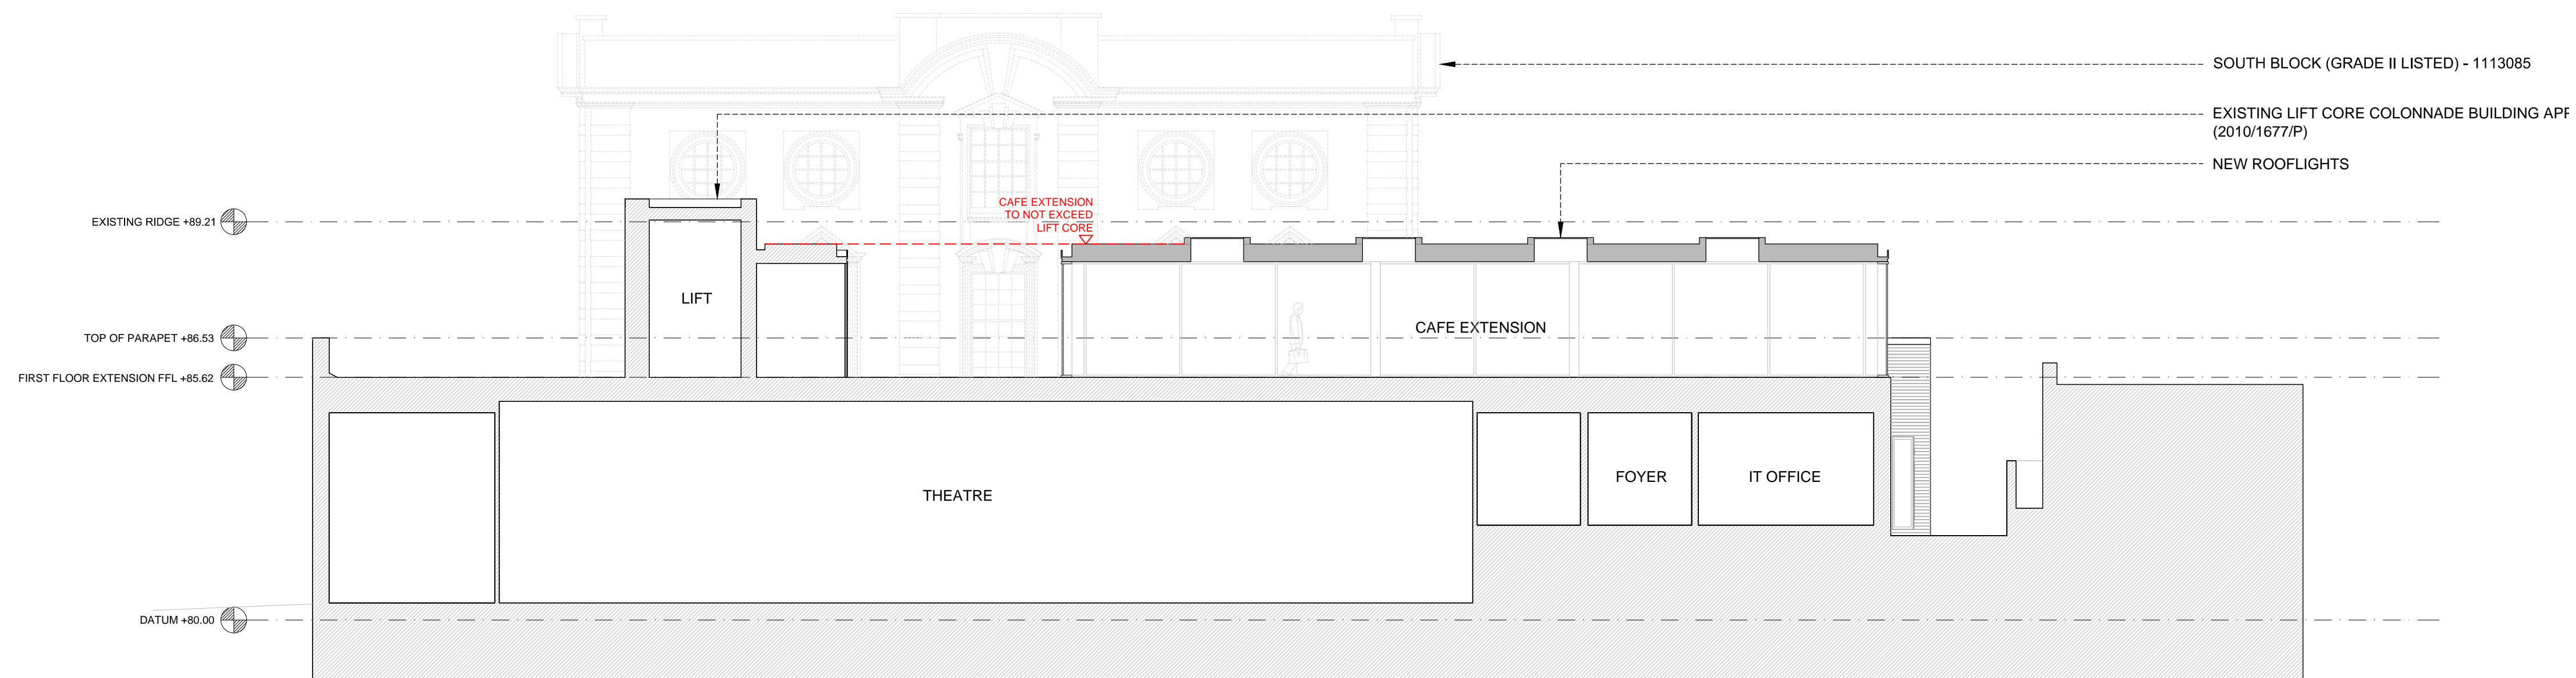 SOUTH BLOCK (GRADE II LISTED) - 1113085
EXISTING LIFT CORE COLONNADE BUILDING
(2010/1677/P)
NEW ROOFLIGHTS
CAFE EXTENSION
TO NOT EXCEED
LIFT CORE
EXISTING RIDGE +89.21
LIFT
CAFE EXTENSION
TOP OF PARAPET +86.53
FIRST FLOOR EXTENSION FFL +85.62
THEATRE
FOYER
IT OFFICE
DATUM +80.00